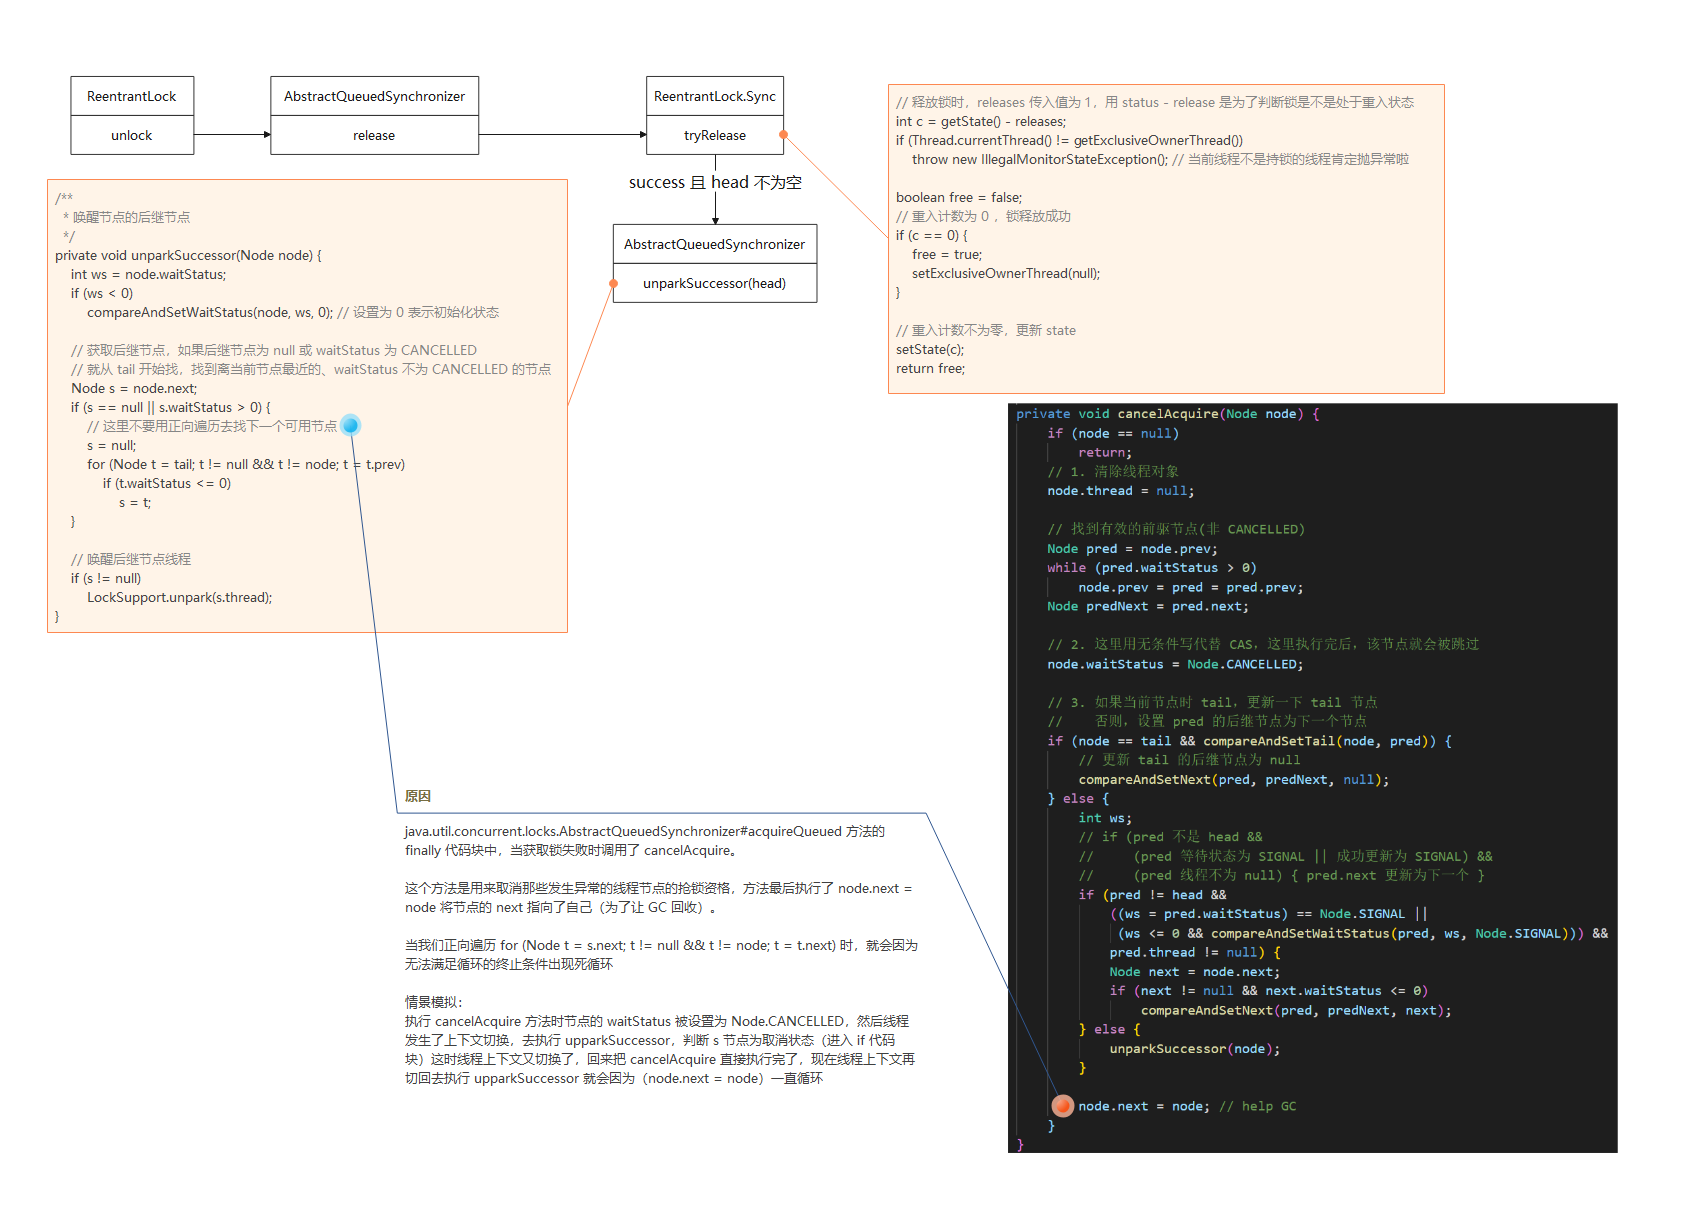 ReentrantLock
unlock
AbstractQueuedSynchronizer
release
ReentrantLock.Sync
tryRelease
success 且 head 不为空
AbstractQueuedSynchronizer
unparkSuccessor(head)
// 释放锁时，releases 传入值为 1，用 status - release 是为了判断锁是不是处于重入状态
int c = getState() - releases;
if (Thread.currentThread() != getExclusiveOwnerThread())
throw new IllegalMonitorStateException(); // 当前线程不是持锁的线程肯定抛异常啦
boolean free = false;
// 重入计数为 0 ，锁释放成功
if (c == 0) {
free = true;
setExclusiveOwnerThread(null);
}
// 重入计数不为零，更新 state
setState(c);
return free;
/**
* 唤醒节点的后继节点
*/
private void unparkSuccessor(Node node) {
int ws = node.waitStatus;
if (ws < 0)
compareAndSetWaitStatus(node, ws, 0); // 设置为 0 表示初始化状态
// 获取后继节点，如果后继节点为 null 或 waitStatus 为 CANCELLED
// 就从 tail 开始找，找到离当前节点最近的、waitStatus 不为 CANCELLED 的节点
Node s = node.next;
if (s == null || s.waitStatus > 0) {
// 这里不要用正向遍历去找下一个可用节点
s = null;
for (Node t = tail; t != null && t != node; t = t.prev)
if (t.waitStatus <= 0)
s = t;
}
// 唤醒后继节点线程
if (s != null)
LockSupport.unpark(s.thread);
}
原因
java.util.concurrent.locks.AbstractQueuedSynchronizer#acquireQueued 方法的
finally 代码块中，当获取锁失败时调用了 cancelAcquire。
这个方法是用来取消那些发生异常的线程节点的抢锁资格，方法最后执行了 node.next =
node 将节点的 next 指向了自己（为了让 GC 回收）。
当我们正向遍历 for (Node t = s.next; t != null && t != node; t = t.next) 时，就会因为
无法满足循环的终止条件出现死循环
情景模拟：
执行 cancelAcquire 方法时节点的 waitStatus 被设置为 Node.CANCELLED，然后线程
发生了上下文切换，去执行 upparkSuccessor，判断 s 节点为取消状态（进入 if 代码
块）这时线程上下文又切换了，回来把 cancelAcquire 直接执行完了，现在线程上下文再
切回去执行 upparkSuccessor 就会因为（node.next = node）一直循环
private void cancelAcquire(Node node) {
if (node == null)
return;
// 1. 清除线程对象
node.thread = null;
// 找到有效的前驱节点(非 CANCELLED)
Node pred = node.prev;
while (pred.waitStatus > 0)
node.prev = pred = pred.prev;
Node predNext = pred.next;
// 2. 这里用无条件写代替 CAS，这里执行完后，该节点就会被跳过
node.waitStatus = Node.CANCELLED;
// 3. 如果当前节点时 tail，更新一下 tail 节点
// 否则，设置 pred 的后继节点为下一个节点
if (node == tail && compareAndSetTail(node, pred)) {
// 更新 tail 的后继节点为 null
compareAndSetNext(pred, predNext, null);
} else {
int ws;
// if (pred 不是 head &&
// (pred 等待状态为 SIGNAL || 成功更新为 SIGNAL) &&
// (pred 线程不为 null) { pred.next 更新为下一个 }
if (pred != head &&
((ws = pred.waitStatus) == Node.SIGNAL ||
(ws <= 0 && compareAndSetWaitStatus(pred, ws, Node.SIGNAL))) &&
pred.thread != null) {
Node next = node.next;
if (next != null && next.waitStatus <= 0)
compareAndSetNext(pred, predNext, next);
} else {
unparkSuccessor(node);
}
node.next = node; // help GC
}
}